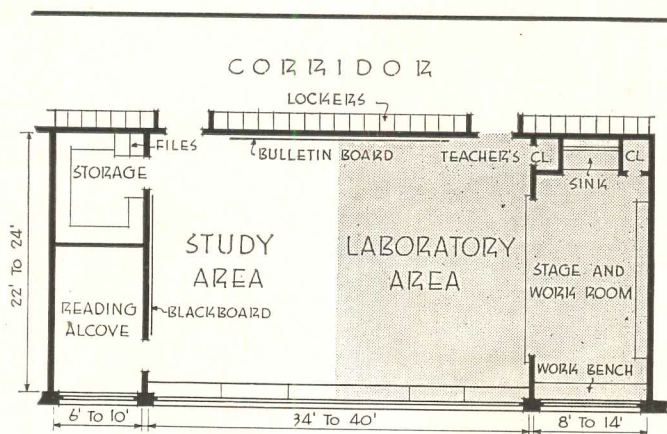 CORRIDOR
LOCKERS
FILES
BULLETIN BOARD
TEACHER'S
CL
CL
SINK
STORAGE
STUDY
AREA
LABORATORY
AREA
STAGE AND
WORK ROOM
22' TO 24'
READING
ALCOVE
BLACKBOARD
WORK BENCH
6' TO 10'
34' TO 40'
8' TO 14'